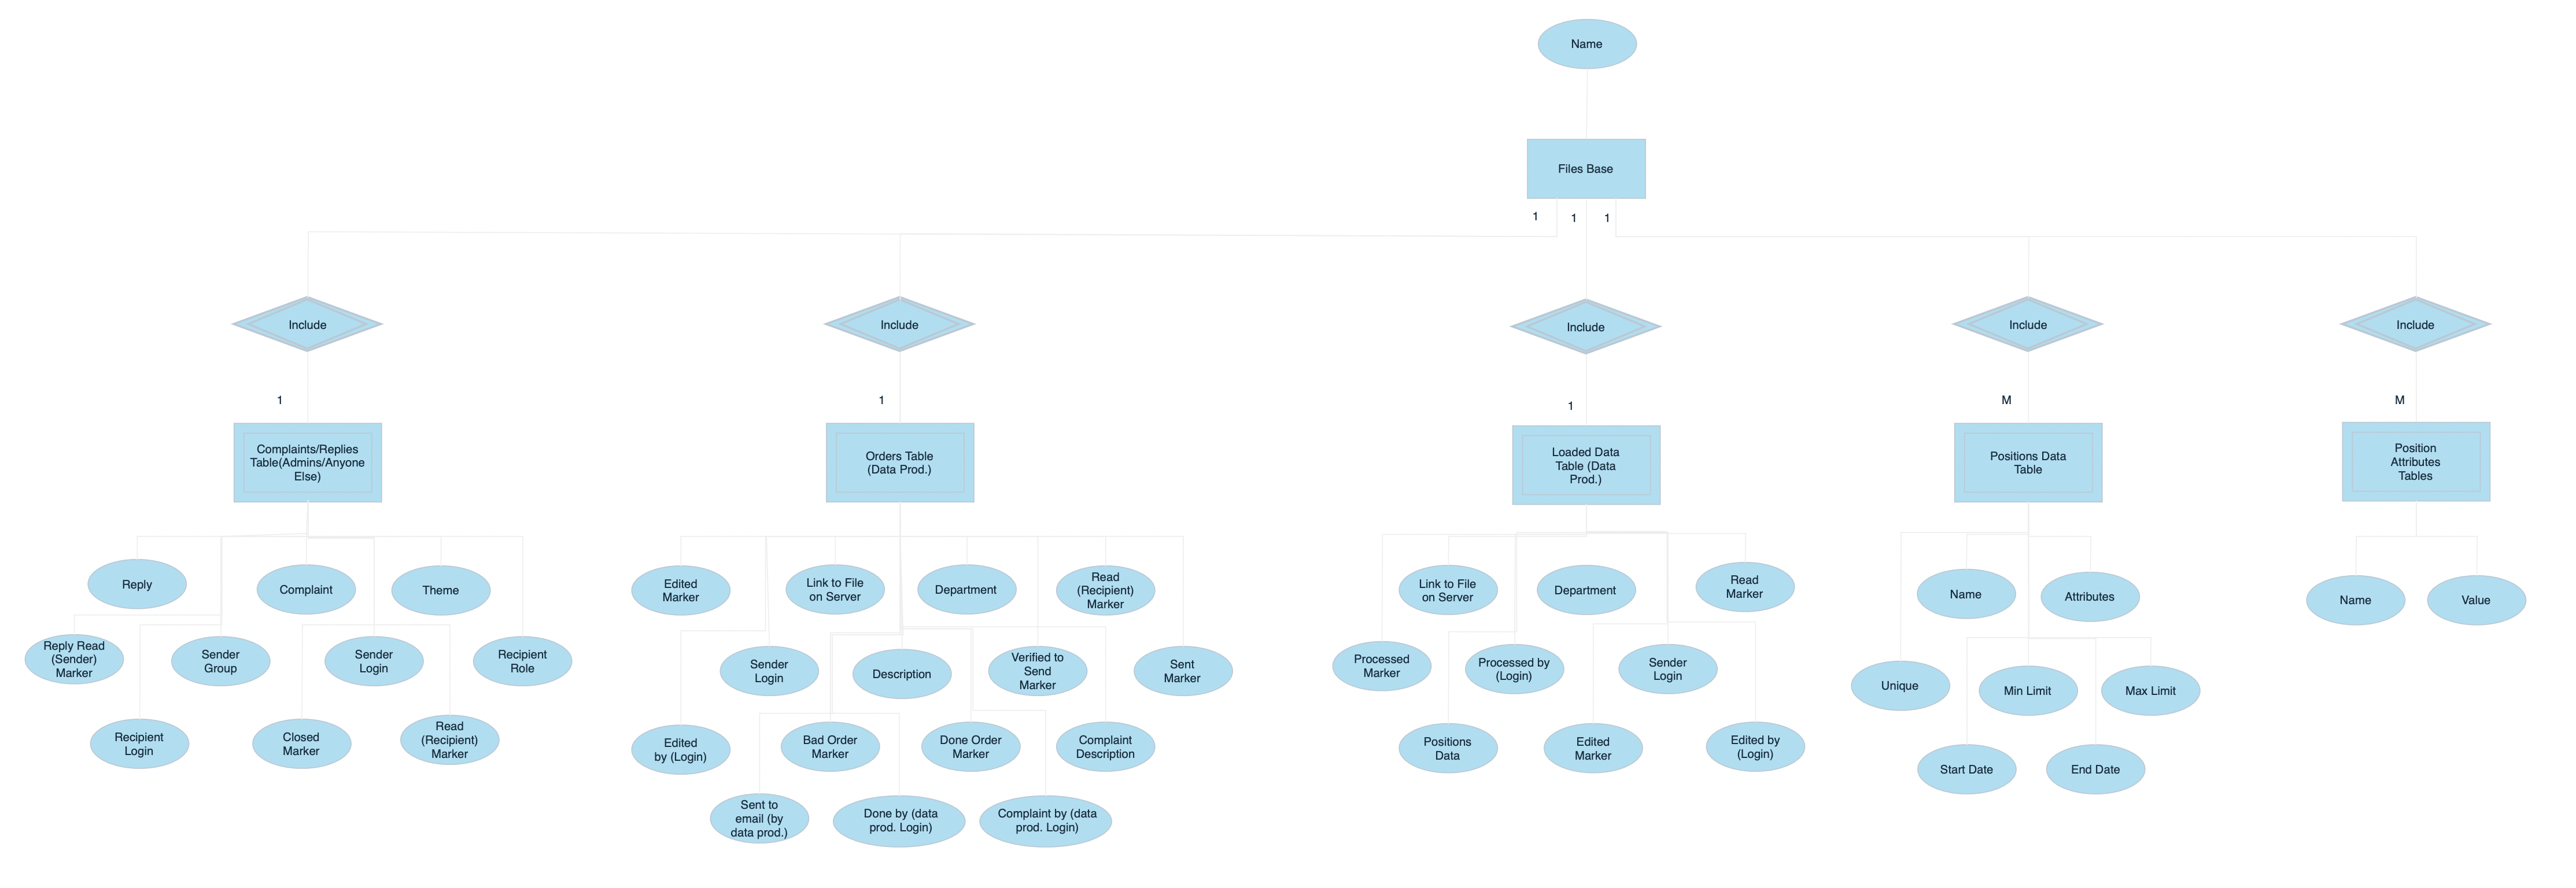 Name
Files Base
1
1
1
Include
Include
Include
Include
Include
1
1
1
M
M
Complaints/Replies
Table(Admins/Anyone
Else)
Orders Table
(Data Prod.)
Loaded Data
Table (Data
Prod.)
Positions Data
Table
Position
Attributes
Tables
Reply
Complaint
Theme
Reply Read
(Sender)
Marker
Sender
Group
Sender
Login
Recipient
Role
Recipient
Login
Closed
Marker
Read
(Recipient)
Marker
Edited
Marker
Link to File
on Server
Department
Read
(Recipient)
Marker
Sender
Login
Description
Verified to
Send
Marker
Sent
Marker
Edited
by (Login)
Bad Order
Marker
Done Order
Marker
Complaint
Description
Sent to
email (by
data prod.)
Done by (data
prod. Login)
Complaint by (data
prod. Login)
Link to File
on Server
Department
Read
Marker
Processed
Marker
Processed by
(Login)
Sender
Login
Positions
Data
Edited
Marker
Edited by
(Login)
Name
Attributes
Unique
Min Limit
Max Limit
Start Date
End Date
Name
Value